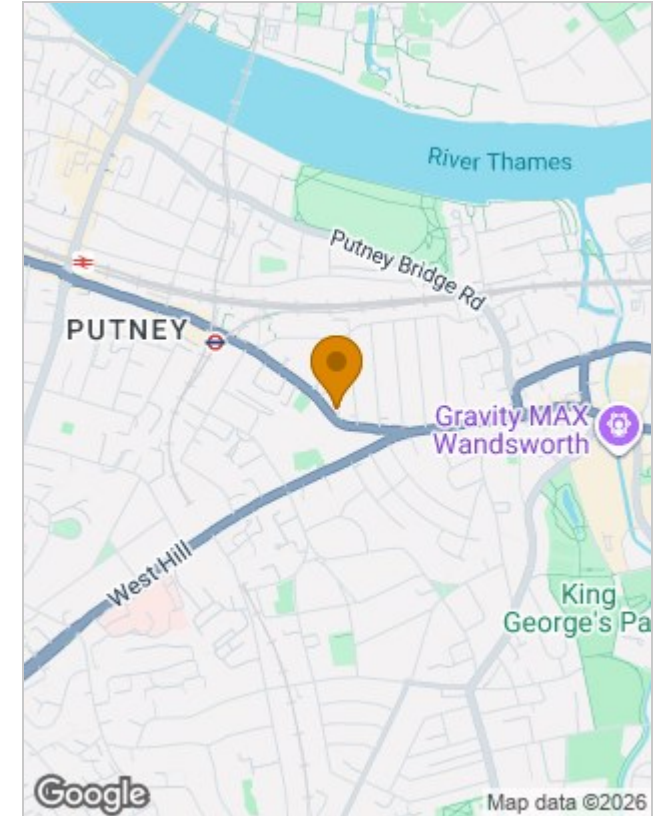 River Thames
Putney Bridge Rd
PUTNEY
Gravity MAX
Wandsworth
West Hill
King
George's Pa
Google
Map data ©2026